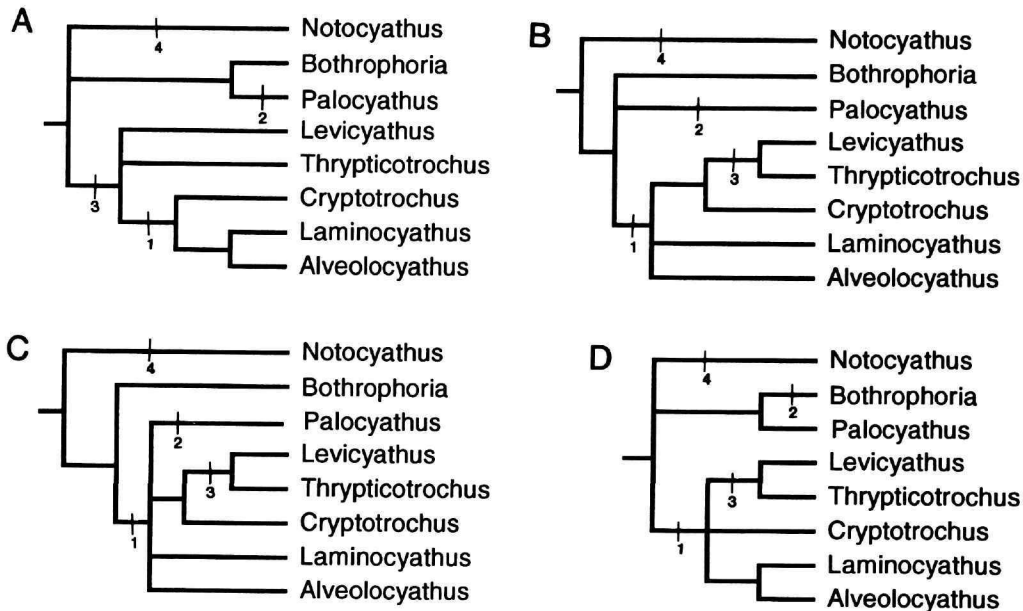 A
Notocyathus
4
Bothrophoria
Palocyathus
2
Levicyathus
Thrypticotrochus
3
Cryptotrochus
1
Laminocyathus
Alveolocyathus
B
Notocyathus
4
Bothrophoria
Palocyathus
2
Levicyathus
3
Thrypticotrochus
Cryptotrochus
1
Laminocyathus
Alveolocyathus
C
Notocyathus
4
Bothrophoria
Palocyathus
2
Levicyathus
3
Thrypticotrochus
Cryptotrochus
1
Laminocyathus
Alveolocyathus
D
Notocyathus
4
Bothrophoria
2
Palocyathus
Levicyathus
3
Thrypticotrochus
Cryptotrochus
1
Laminocyathus
Alveolocyathus